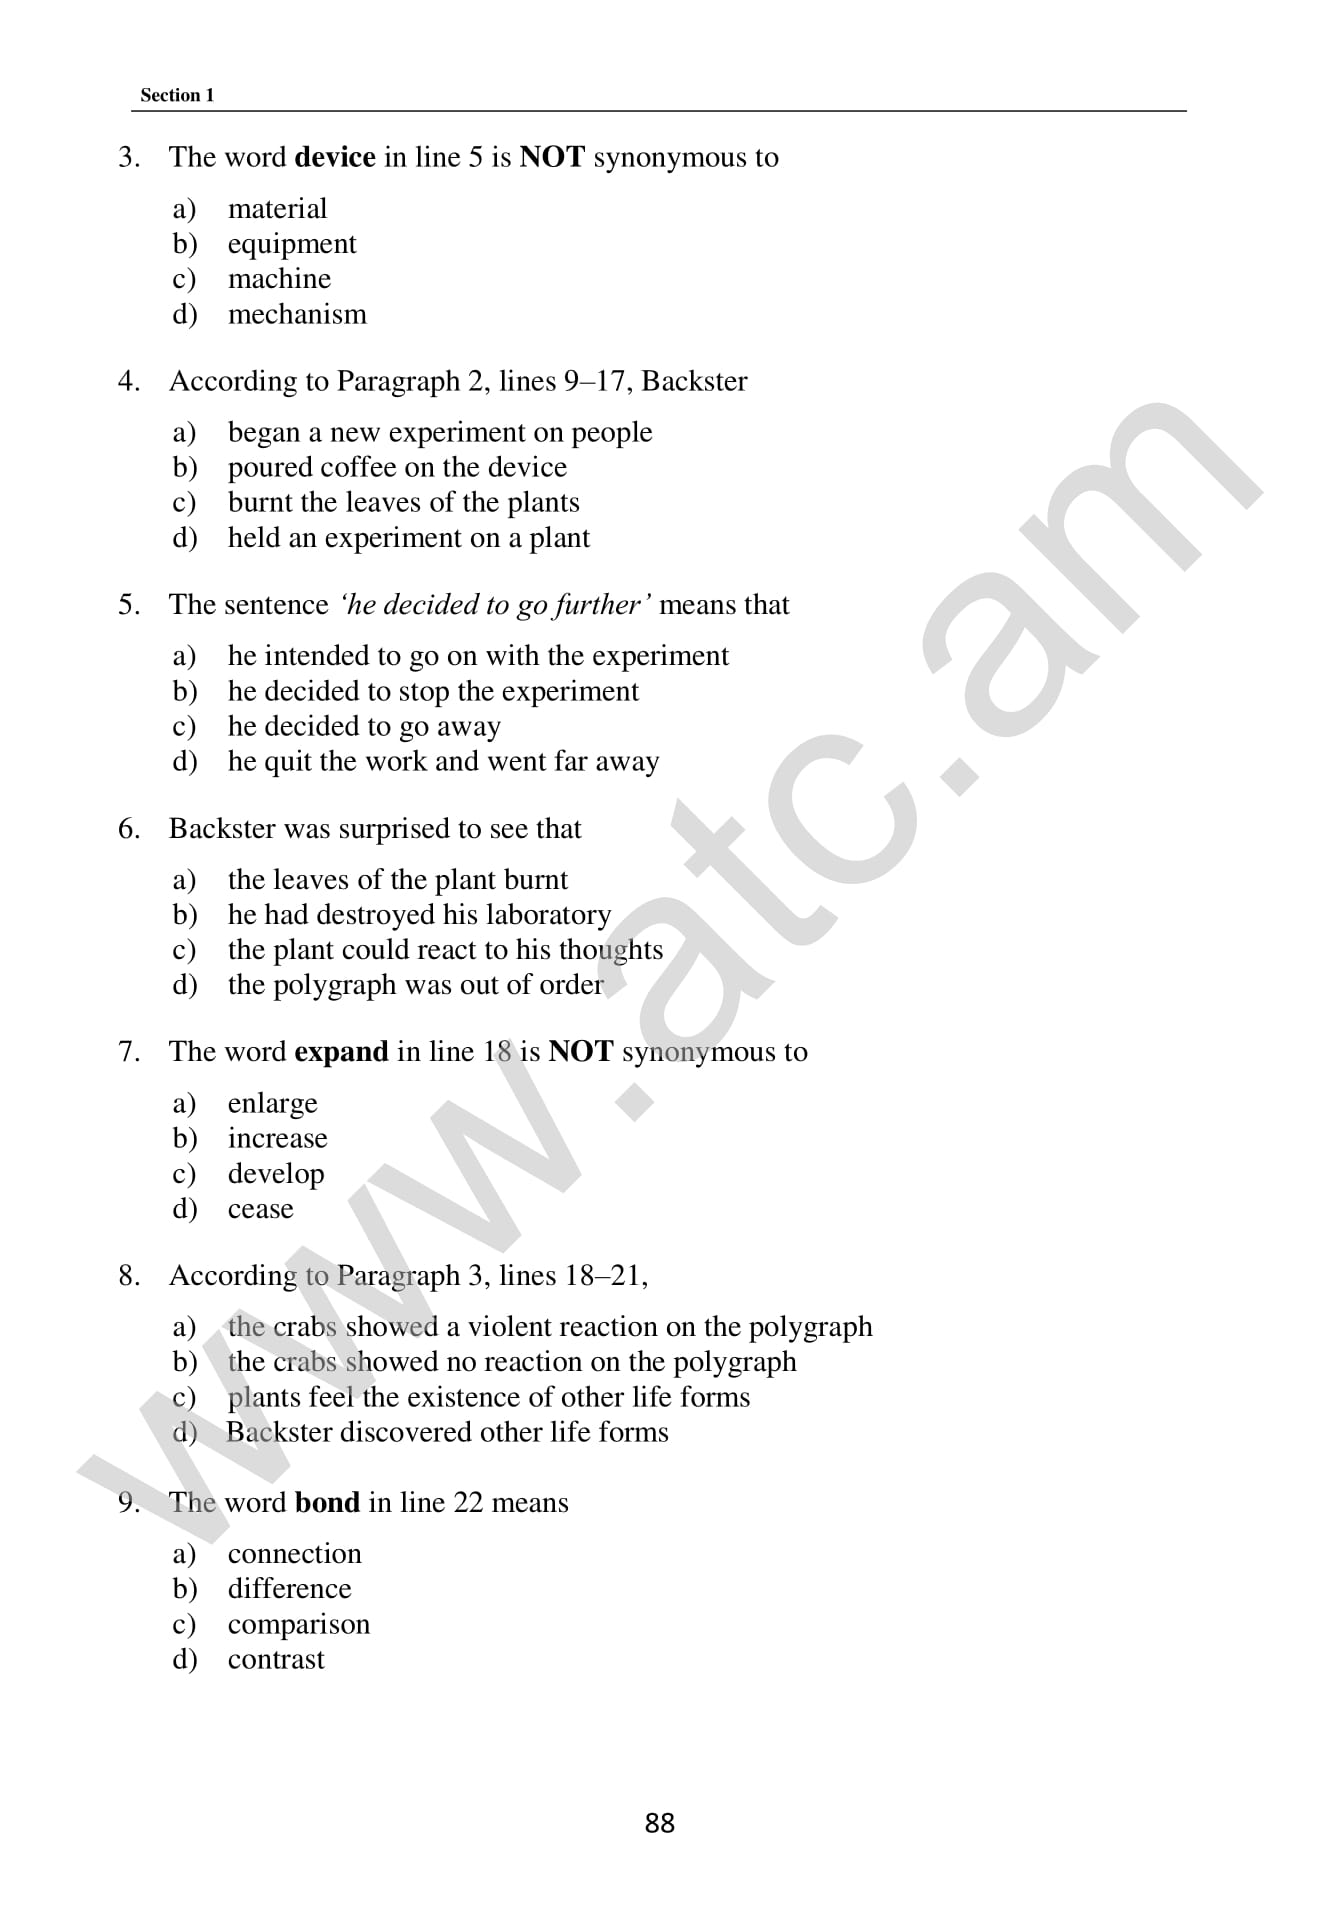 Section 1
3. The word device in line 5 is NOT synonymous to
a) material
b) equipment
c) machine
d) mechanism
4. According to Paragraph 2, lines 9–17, Backster
a) began a new experiment on people
b) poured coffee on the device
c) burnt the leaves of the plants
d) held an experiment on a plant
5. The sentence ‘he decided to go further’ means that
a) he intended to go on with the experiment
b) he decided to stop the experiment
c) he decided to go away
d) he quit the work and went far away
6. Backster was surprised to see that
a) the leaves of the plant burnt
b) he had destroyed his laboratory
c) the plant could react to his thoughts
d) the polygraph was out of order
7. The word expand in line 18 is NOT synonymous to
a) enlarge
b) increase
c) develop
d) cease
8. According to Paragraph 3, lines 18–21,
a) the crabs showed a violent reaction on the polygraph
b) the crabs showed no reaction on the polygraph
c) plants feel the existence of other life forms
d) Backster discovered other life forms
9. The word bond in line 22 means
a) connection
b) difference
c) comparison
d) contrast
88
www.atc.am